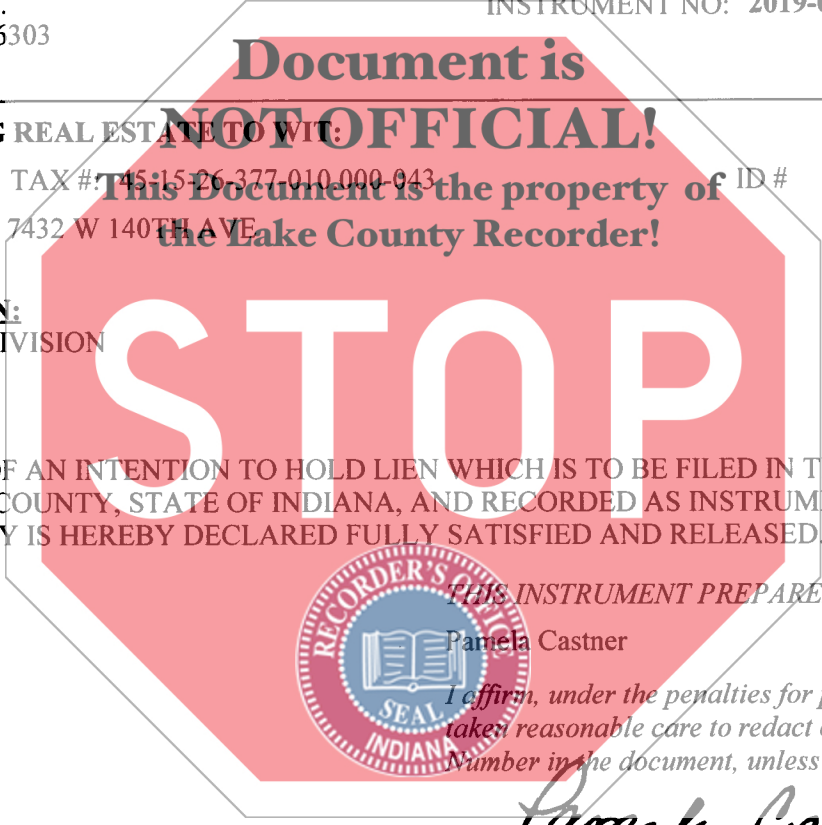 INSTRUMENT NO: 2019-0
6303
Document is
NOT OFFICIAL!
REAL ESTATE TO WIT:
TAX #: 45-15-26-377-010.000-043 ID #
This Document is the property of
7432 W 140TH AVE
the Lake County Recorder!
N:
IVISION
STOP
F AN INTENTION TO HOLD LIEN WHICH IS TO BE FILED IN T
COUNTY, STATE OF INDIANA, AND RECORDED AS INSTRUM
Y IS HEREBY DECLARED FULLY SATISFIED AND RELEASED.
RECORDER'S OFFICE
SEAL
INDIANA
THIS INSTRUMENT PREPARE
Pamela Castner
I affirm, under the penalties for p
taken reasonable care to redact
Number in the document, unless
Pamela Cas